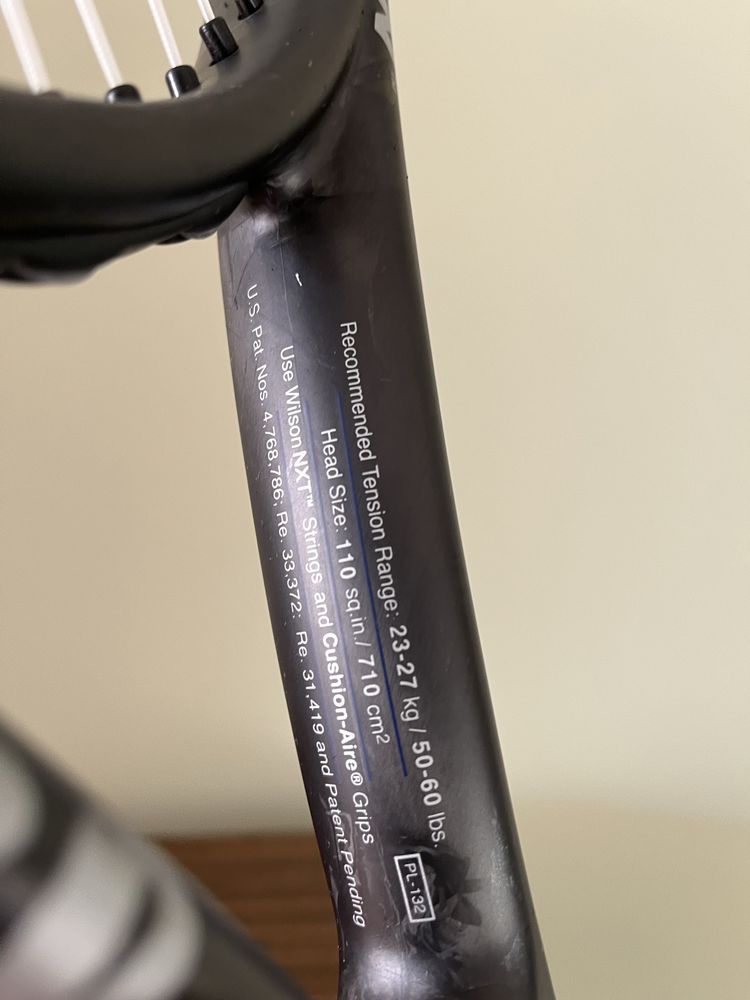 Recommended Tension Range: 23-27 kg / 50-60 lbs.
Head Size: 110 sq.in./ 710 cm2
Use Wilson NXT™ Strings and Cushion-Aire® Grips
U.S. Pat. Nos. 4,768,786; Re. 33,372; Re. 31,419 and Patent Pending
PL-132